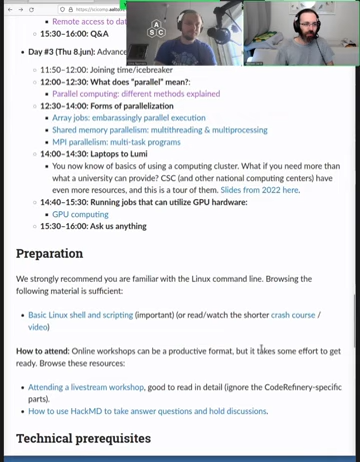 Remote access to dat
15:30–16:00: Q&A
Day #3 (Thu 8.jun): Advanc
11:50–12:00: Joining time/icebreaker
12:00–12:30: What does "parallel" mean?:
Parallel computing: different methods explained
12:30–14:00: Forms of parallelization
Array jobs: embarassingly parallel execution
Shared memory parallelism: multithreading & multiprocessing
MPI parallelism: multi-task programs
14:00–14:30: Laptops to Lumi
You now know of basics of using a computing cluster. What if you need more than
what a university can provide? CSC (and other national computing centers) have
even more resources, and this is a tour of them. Slides from 2022 here.
14:40–15:30: Running jobs that can utilize GPU hardware:
GPU computing
15:30–16:00: Ask us anything
Preparation
We strongly recommend you are familiar with the Linux command line. Browsing the
following material is sufficient:
Basic Linux shell and scripting (important) (or read/watch the shorter crash course /
video)
How to attend: Online workshops can be a productive format, but it takes some effort to get
ready. Browse these resources:
Attending a livestream workshop, good to read in detail (ignore the CodeRefinery-specific
parts).
How to use HackMD to take answer questions and hold discussions.
Technical prerequisites